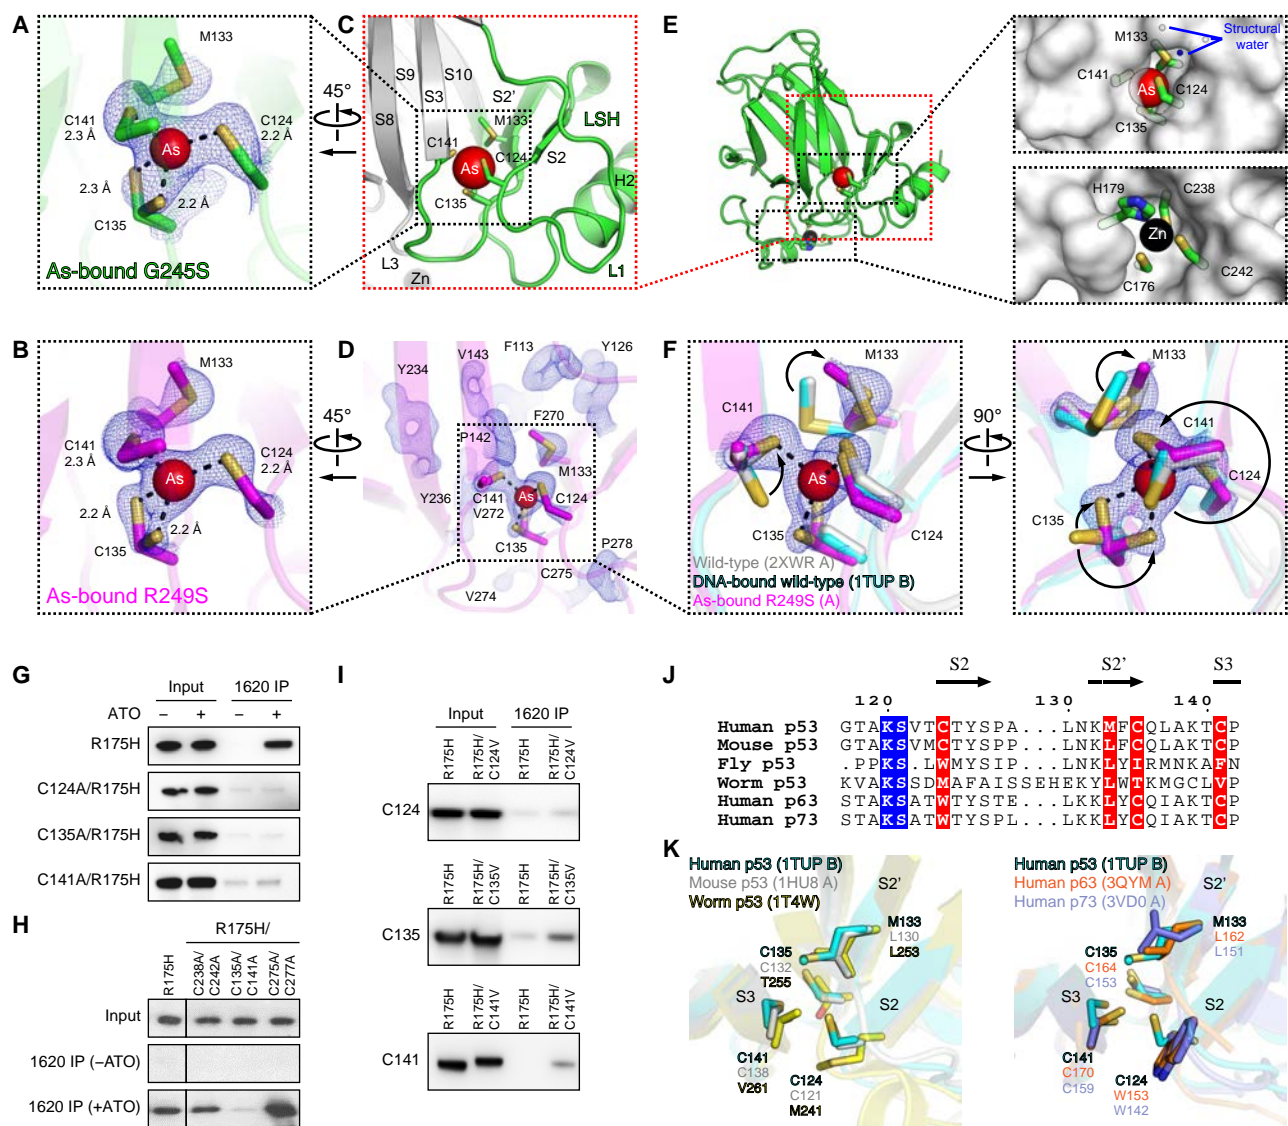 A
M133
C141
2.3 Å
C124
2.2 Å
As
2.3 Å
2.2 Å
C135
As-bound G245S
45°
C
S9
S10
S3
S2'
S8
M133
LSH
C141
C124
S2
As
H2
C135
L3
Zn
L1
E
M133
Structural
water
C141
As
C124
C135
H179
C238
Zn
C242
C176
B
M133
C141
2.3 Å
C124
2.2 Å
As
2.2 Å
2.2 Å
C135
As-bound R249S
45°
D
V143
F113
Y126
Y234
F270
P142
M133
Y236
C141
As
C124
V272
C135
P278
C275
V274
F
M133
C141
As
C135
C124
Wild-type (2XWR A)
DNA-bound wild-type (1TUP B)
As-bound R249S (A)
90°
M133
C141
C124
C135
G
Input
1620 IP
ATO
− + − +
R175H
C124A/R175H
C135A/R175H
C141A/R175H
H
R175H/
R175H
C238A/
C242A
C135A/
C141A
C275A/
C277A
Input
1620 IP (−ATO)
1620 IP (+ATO)
I
Input
1620 IP
R175H
R175H/
C124V
R175H
R175H/
C124V
C124
R175H
R175H/
C135V
R175H
R175H/
C135V
C135
R175H
R175H/
C141V
R175H
R175H/
C141V
C141
J
S2 S2' S3
120 130 140
Human p53 GTAKSVTCTYSPA...LNKMFCQLAKTCP
Mouse p53 GTAKSVMCTYSPP...LNKLFCQLAKTCP
Fly p53 .PPKS.LWMYSIP...LNKLYIRMNKAFN
Worm p53 KVAKSSDMAFAISSEHEKYLWTKMGCLVP
Human p63 STAKSATWTYSTE...LKKLYCQIAKTCP
Human p73 STAKSATWTYSPL...LKKLYCQIAKTCP
K
Human p53 (1TUP B)
Mouse p53 (1HU8 A)
Worm p53 (1T4W)
S2'
M133
L130
L253
C135
C132
T255
S3
S2
C141
C138
V261
C124
C121
M241
Human p53 (1TUP B)
Human p63 (3QYM A)
Human p73 (3VD0 A)
S2'
M133
L162
L151
C135
C164
C153
S3
S2
C141
C170
C159
C124
W153
W142